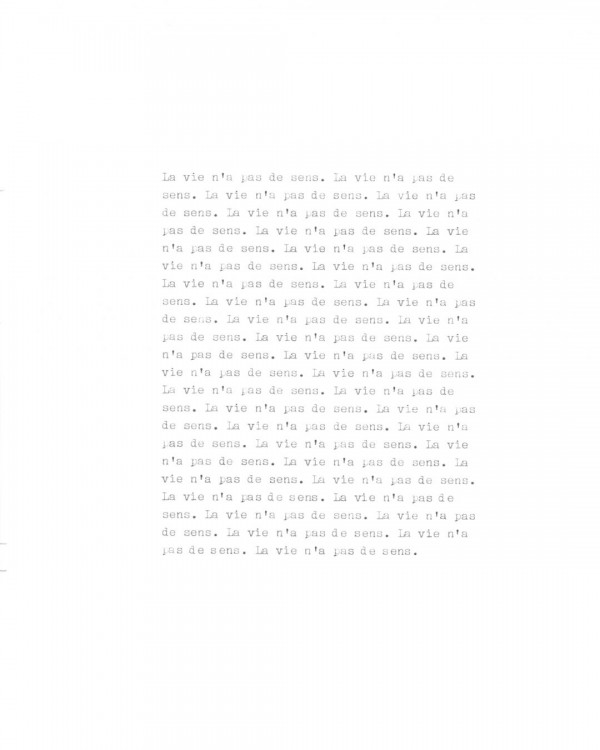 La vie n'a pas de sens. La vie n'a pas de
sens. La vie n'a pas de sens. La vie n'a pas
de sens. La vie n'a pas de sens. La vie n'a
pas de sens. La vie n'a pas de sens. La vie
n'a pas de sens. La vie n'a pas de sens. La
vie n'a pas de sens. La vie n'a pas de sens.
La vie n'a pas de sens. La vie n'a pas de
sens. La vie n'a pas de sens. La vie n'a pas
de sens. La vie n'a pas de sens. La vie n'a
pas de sens. La vie n'a pas de sens. La vie
n'a pas de sens. La vie n'a pas de sens. La
vie n'a pas de sens. La vie n'a pas de sens.
La vie n'a pas de sens. La vie n'a pas de
sens. La vie n'a pas de sens. La vie n'a pas
de sens. La vie n'a pas de sens. La vie n'a
pas de sens. La vie n'a pas de sens. La vie
n'a pas de sens. La vie n'a pas de sens. La
vie n'a pas de sens. La vie n'a pas de sens.
La vie n'a pas de sens. La vie n'a pas de
sens. La vie n'a pas de sens. La vie n'a pas
de sens. La vie n'a pas de sens. La vie n'a
pas de sens. La vie n'a pas de sens.